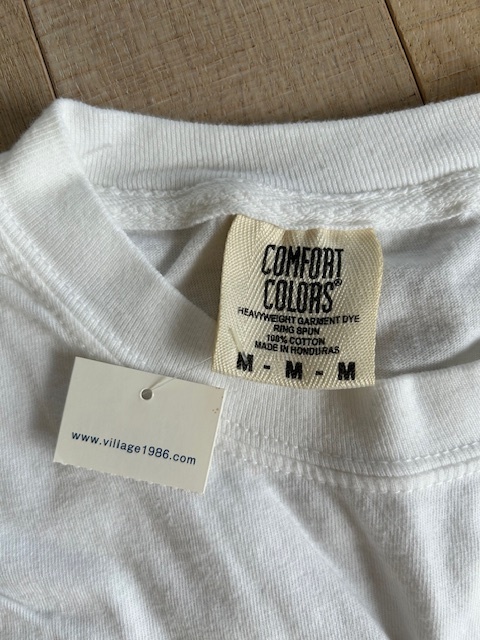 COMFORT
COLORS®
HEAVYWEIGHT GARMENT DYE
RING SPUN
100% COTTON
MADE IN HONDURAS
M - M - M
www.village1986.com